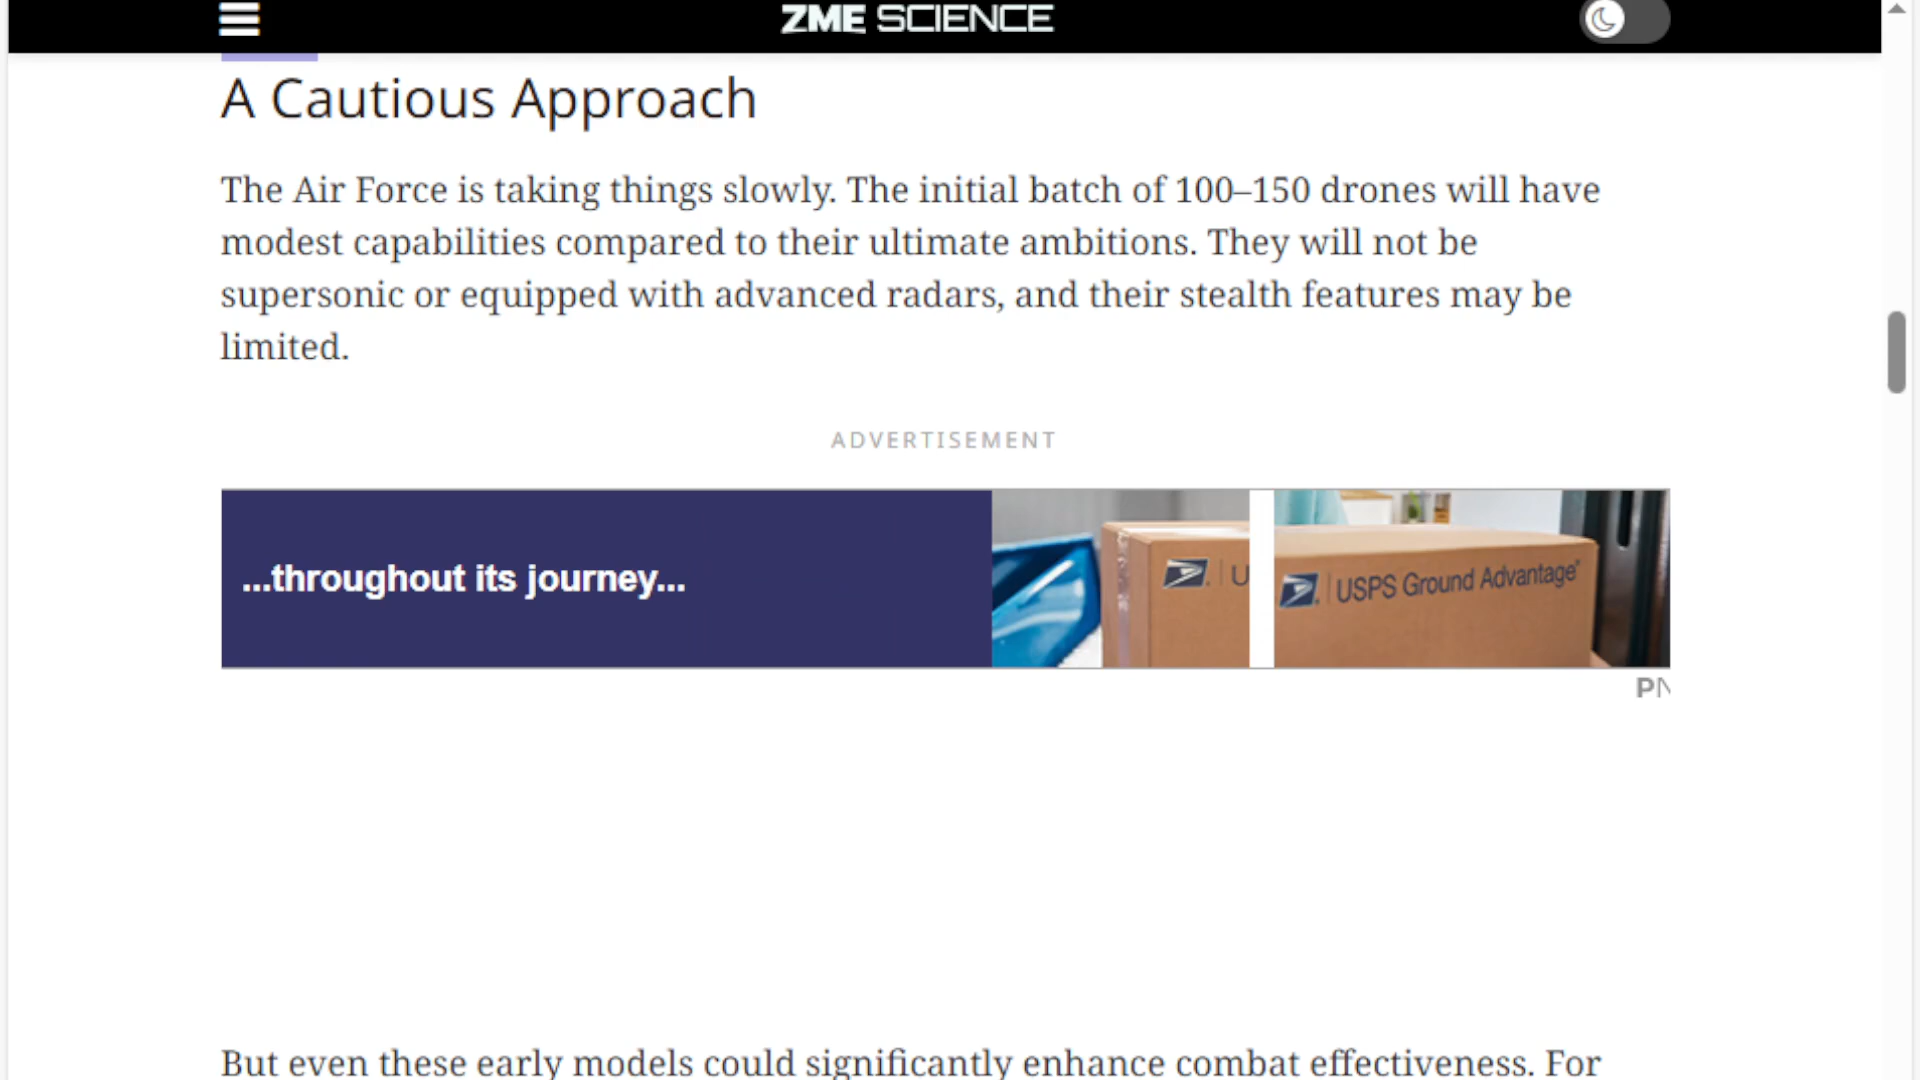 ZME SCIENCE
A Cautious Approach
The Air Force is taking things slowly. The initial batch of 100–150 drones will have
modest capabilities compared to their ultimate ambitions. They will not be
supersonic or equipped with advanced radars, and their stealth features may be
limited.
ADVERTISEMENT
...throughout its journey...
U
USPS Ground Advantage®
PN
But even these early models could significantly enhance combat effectiveness. For